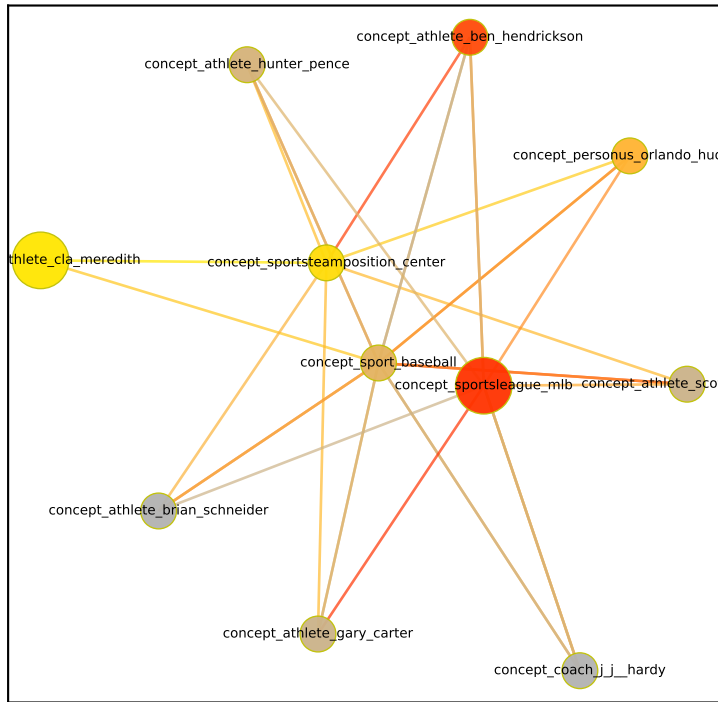 concept_athlete_ben_hendrickson
concept_athlete_hunter_pence
concept_personus_orlando_hud
thlete_cla_meredith
concept_sportsteamposition_center
concept_sport_baseball
concept_sportsleague_mlb
concept_athlete_sco
concept_athlete_brian_schneider
concept_athlete_gary_carter
concept_coach_j_j__hardy